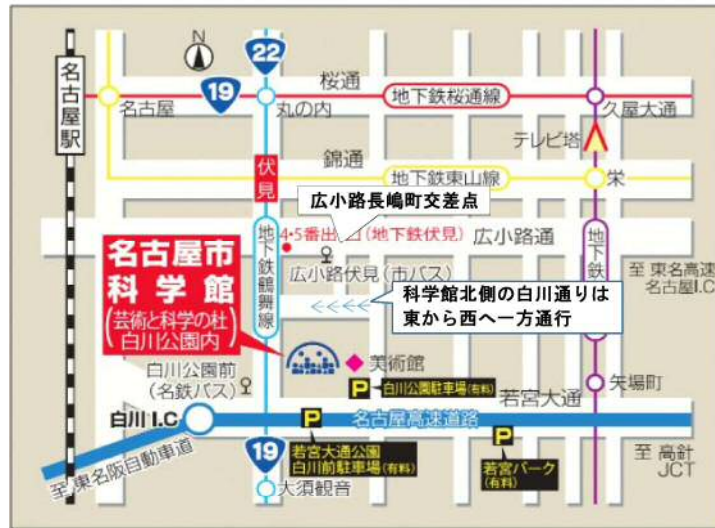 N
22
19
桜通
地下鉄桜通線
名古屋駅
名古屋
丸の内
久屋大通
テレビ塔
錦通
伏見
地下鉄東山線
栄
広小路長嶋町交差点
4・5番出口(地下鉄伏見)
広小路通
名古屋市
科学館
(芸術と科学の杜
白川公園内)
地下鉄鶴舞線
広小路伏見(市バス)
地下鉄
至 東名高速
名古屋I.C
科学館北側の白川通りは
東から西へ一方通行
白川公園前
(名鉄バス)
美術館
P
白川公園駐車場(有料)
若宮大通
矢場町
白川 I.C
P
名古屋高速道路
P
至 東名阪自動車道
19
若宮大通公園
白川前駐車場(有料)
若宮パーク
(有料)
至 高針
JCT
大須観音